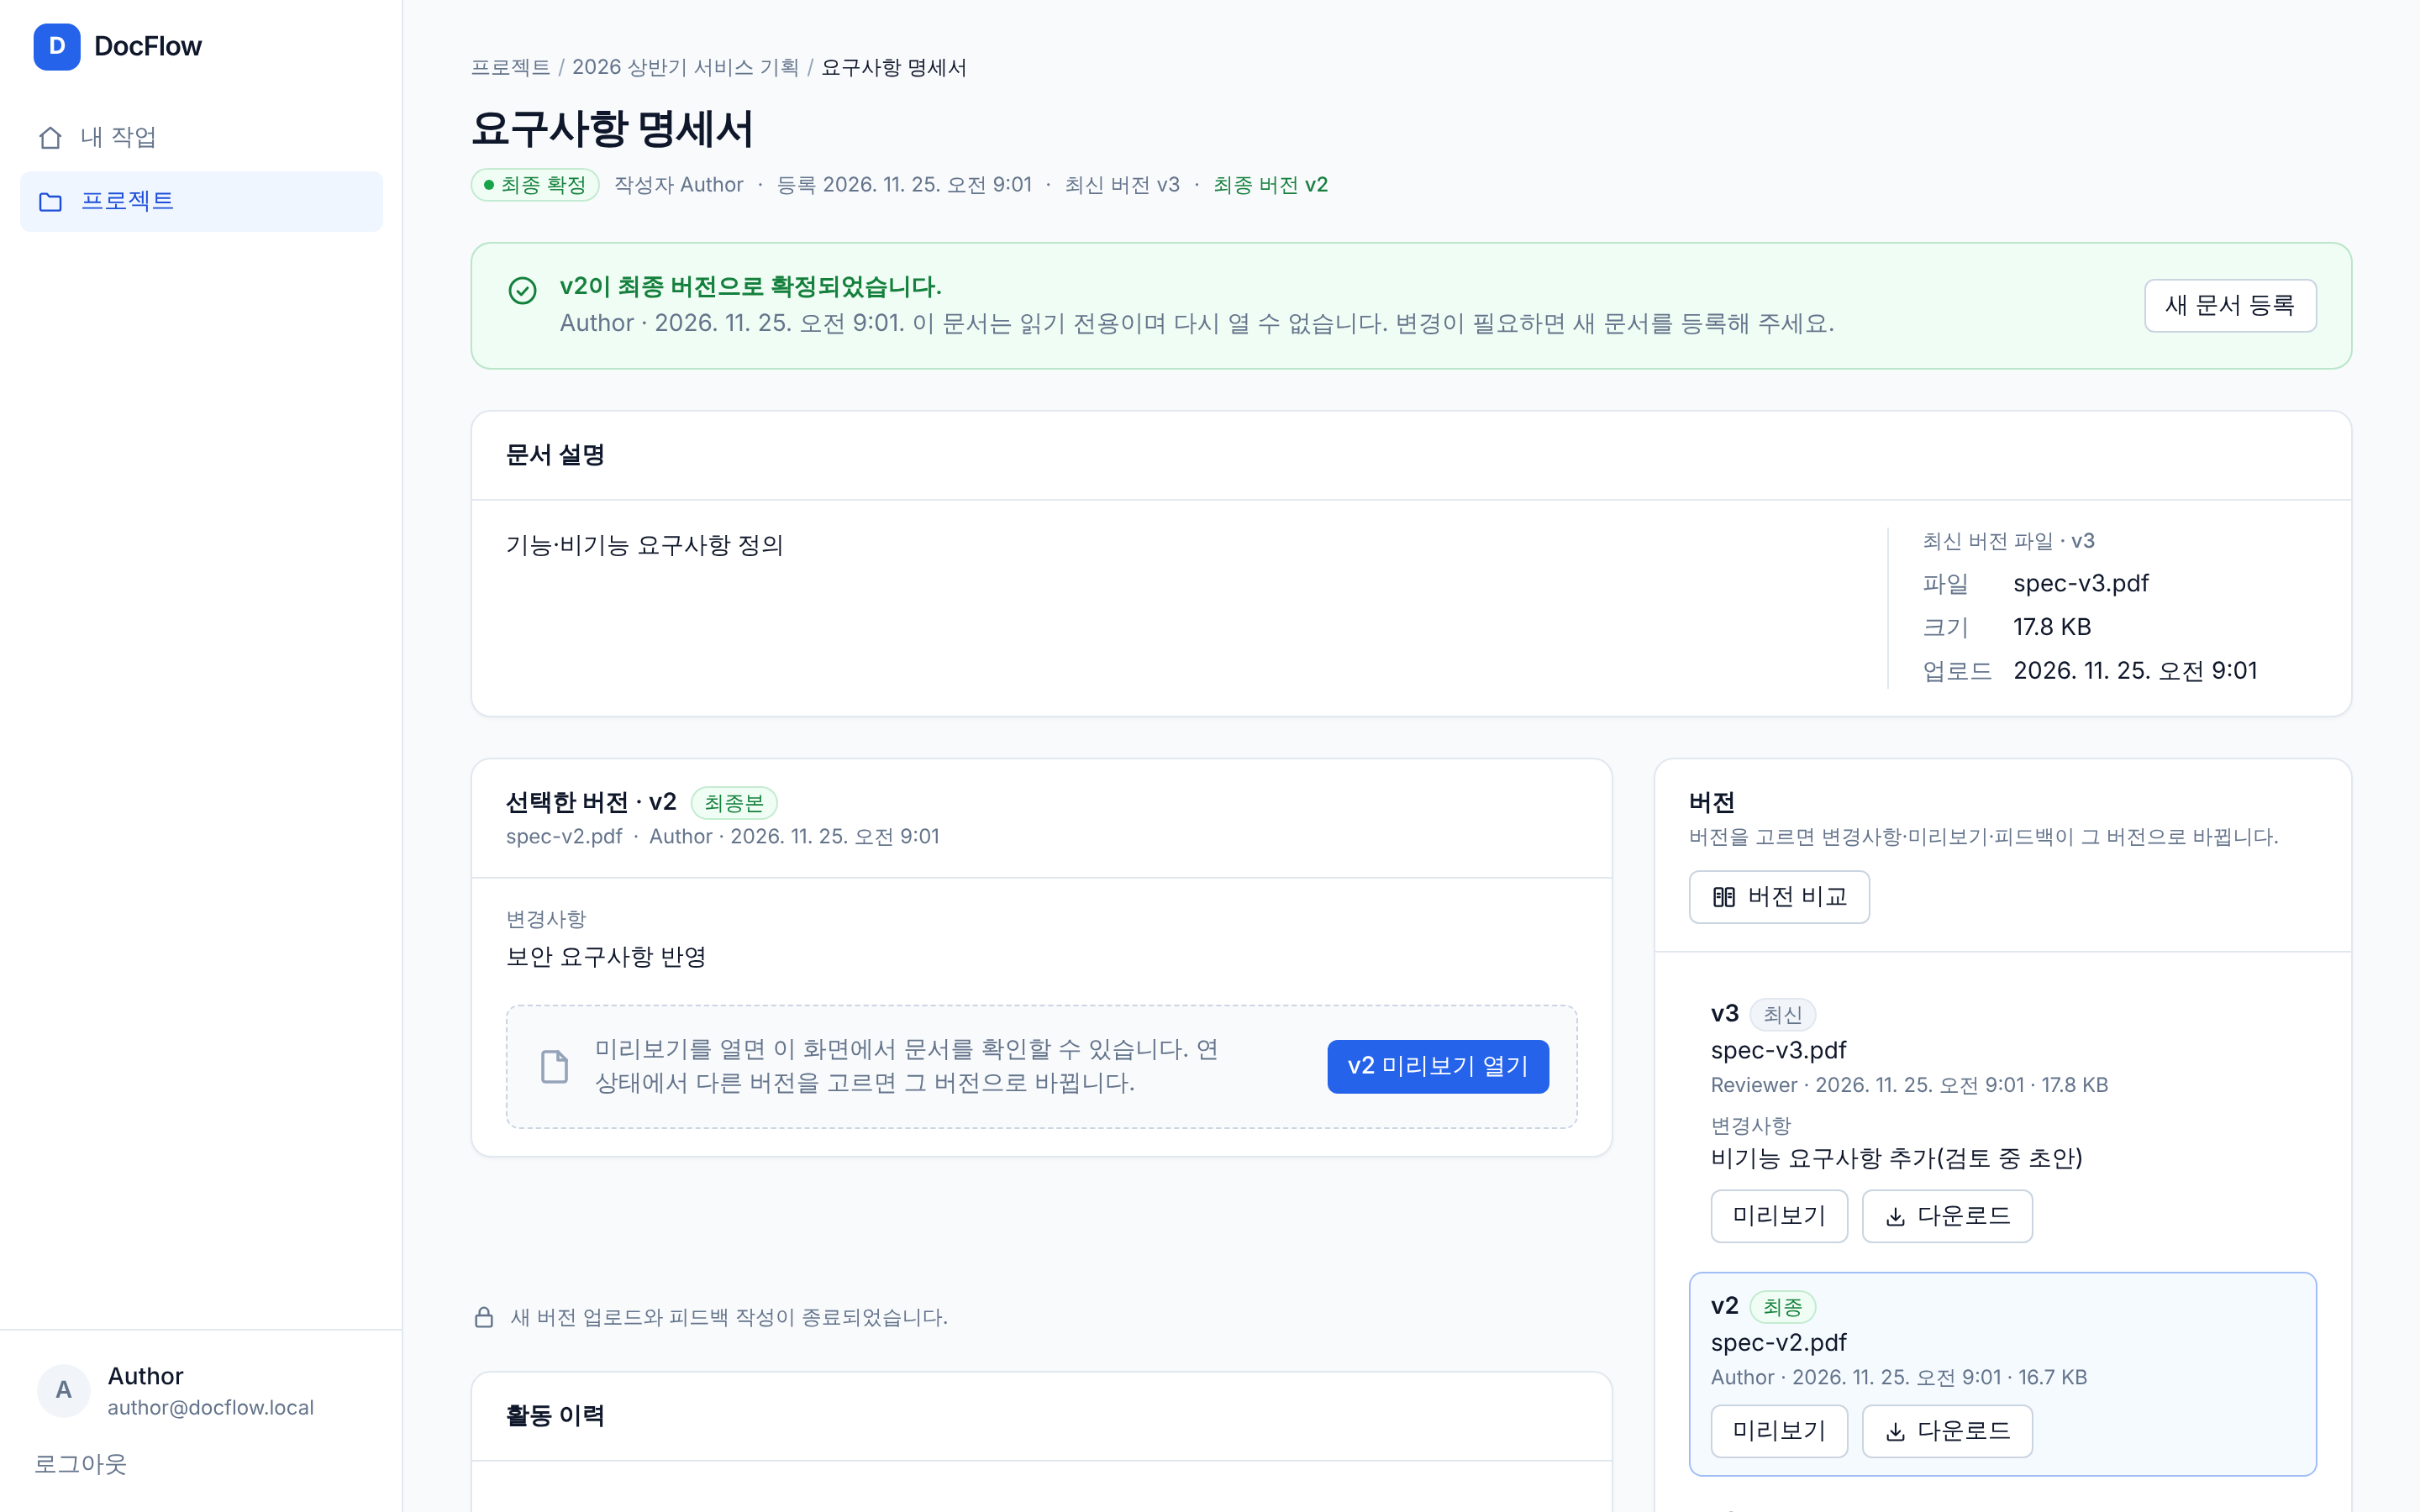 D DocFlow
내 작업
프로젝트
Author
A
author@docflow.local
로그아웃
프로젝트 / 2026 상반기 서비스 기획 / 요구사항 명세서
요구사항 명세서
최종 확정 작성자 Author · 등록 2026. 11. 25. 오전 9:01 · 최신 버전 v3 · 최종 버전 v2
v2이 최종 버전으로 확정되었습니다.
Author · 2026. 11. 25. 오전 9:01. 이 문서는 읽기 전용이며 다시 열 수 없습니다. 변경이 필요하면 새 문서를 등록해 주세요.
새 문서 등록
문서 설명
기능·비기능 요구사항 정의
최신 버전 파일 · v3
파일 spec-v3.pdf
크기 17.8 KB
업로드 2026. 11. 25. 오전 9:01
선택한 버전 · v2 최종본
spec-v2.pdf · Author · 2026. 11. 25. 오전 9:01
변경사항
보안 요구사항 반영
미리보기를 열면 이 화면에서 문서를 확인할 수 있습니다. 연
상태에서 다른 버전을 고르면 그 버전으로 바뀝니다.
v2 미리보기 열기
새 버전 업로드와 피드백 작성이 종료되었습니다.
활동 이력
버전
버전을 고르면 변경사항·미리보기·피드백이 그 버전으로 바뀝니다.
버전 비교
v3 최신
spec-v3.pdf
Reviewer · 2026. 11. 25. 오전 9:01 · 17.8 KB
변경사항
비기능 요구사항 추가(검토 중 초안)
미리보기 다운로드
v2 최종
spec-v2.pdf
Author · 2026. 11. 25. 오전 9:01 · 16.7 KB
미리보기 다운로드